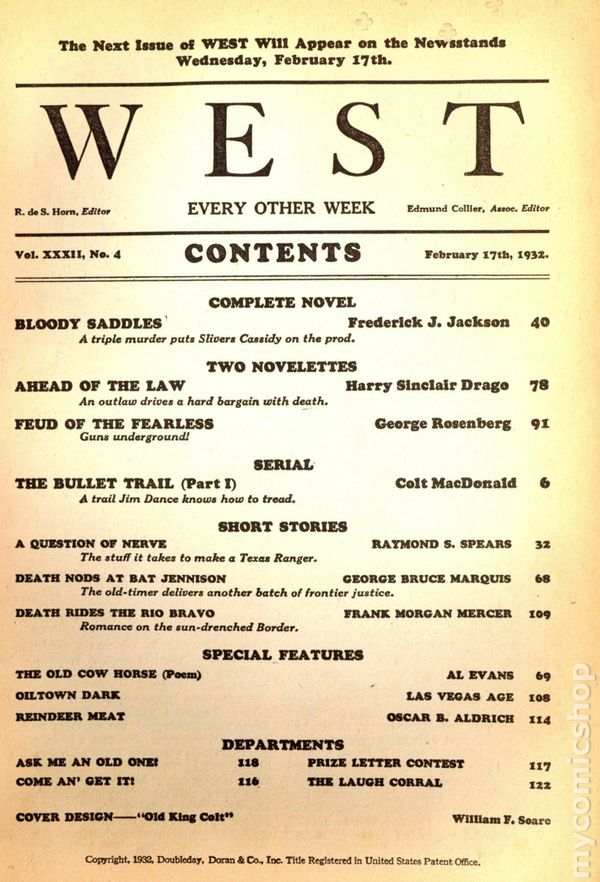 The Next Issue of WEST Will Appear on the Newsstands
Wednesday, February 17th.
WEST
R. de S. Horn, Editor EVERY OTHER WEEK Edmund Collier, Assoc. Editor
Vol. XXXII, No. 4 CONTENTS February 17th, 1932.
COMPLETE NOVEL
BLOODY SADDLES Frederick J. Jackson 40
A triple murder puts Slivers Cassidy on the prod.
TWO NOVELETTES
AHEAD OF THE LAW Harry Sinclair Drago 78
An outlaw drives a hard bargain with death.
FEUD OF THE FEARLESS George Rosenberg 91
Guns underground!
SERIAL
THE BULLET TRAIL (Part I) Colt MacDonald 6
A trail Jim Dance knows how to tread.
SHORT STORIES
A QUESTION OF NERVE RAYMOND S. SPEARS 32
The stuff it takes to make a Texas Ranger.
DEATH NODS AT BAT JENNISON GEORGE BRUCE MARQUIS 68
The old-timer delivers another batch of frontier justice.
DEATH RIDES THE RIO BRAVO FRANK MORGAN MERCER 109
Romance on the sun-drenched Border.
SPECIAL FEATURES
THE OLD COW HORSE (Poem) AL EVANS 69
OILTOWN DARK LAS VEGAS AGE 108
REINDEER MEAT OSCAR B. ALDRICH 114
DEPARTMENTS
ASK ME AN OLD ONE! 118 PRIZE LETTER CONTEST 117
COME AN' GET IT! 116 THE LAUGH CORRAL 122
COVER DESIGN—"Old King Colt" William F. Soare
Copyright, 1932, Doubleday, Doran & Co., Inc. Title Registered in United States Patent Office.
mycomicshop